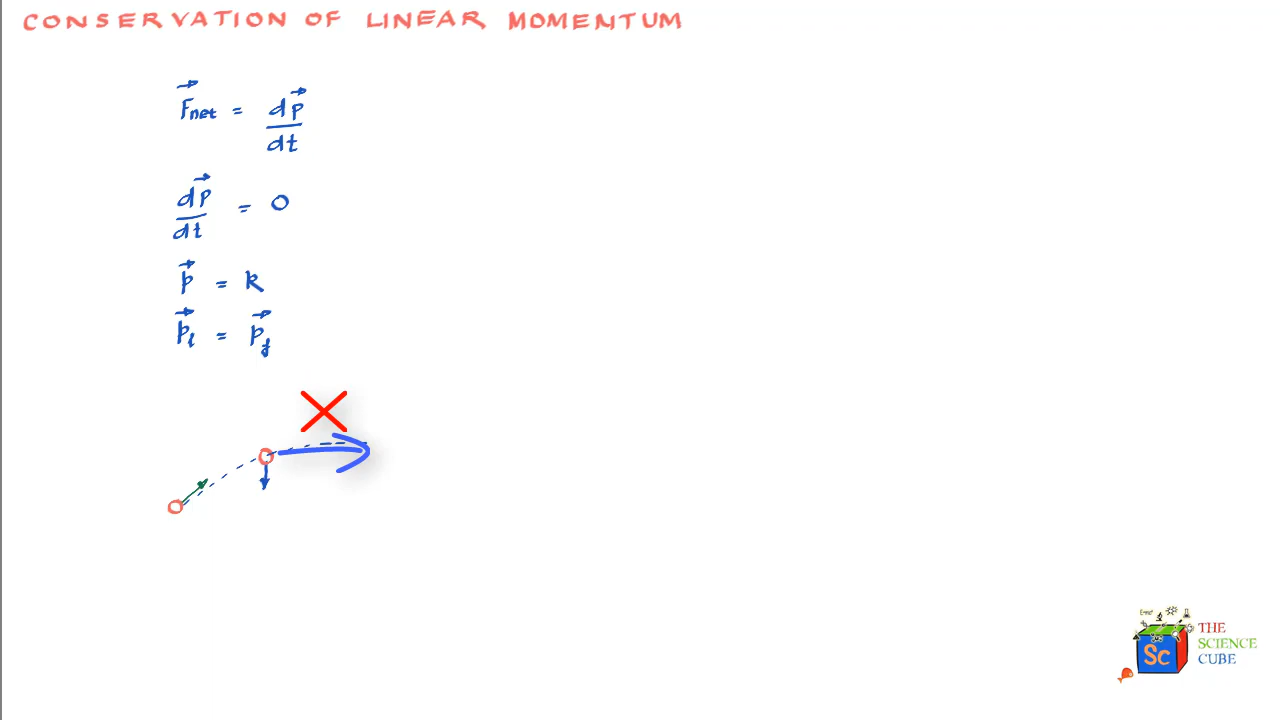 CONSERVATION OF LINEAR MOMENTUM
F⃗net = dp⃗/dt
dp⃗/dt = 0
p⃗ = k
p⃗i = p⃗f
Sc
THE
SCIENCE
CUBE